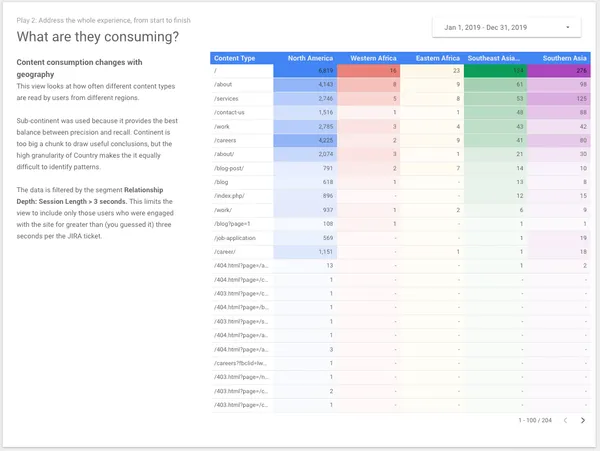 Play 2: Address the whole experience, from start to finish
What are they consuming?
Jan 1, 2019 - Dec 31, 2019
Content consumption changes with
geography
This view looks at how often different content types
are read by users from different regions.
Sub-continent was used because it provides the best
balance between precision and recall. Continent is
too big a chunk to draw useful conclusions, but the
high granularity of Country makes the it equally
difficult to identify patterns.
The data is filtered by the segment Relationship
Depth: Session Length > 3 seconds. This limits the
view to include only those users who were engaged
with the site for greater than (you guessed it) three
seconds per the JIRA ticket.
Content Type North America Western Africa Eastern Africa Southeast Asia... Southern Asia
/ 6,819 16 23 124 276
/about 4,143 8 9 61 98
/services 2,746 5 8 53 125
/contact-us 1,516 1 1 48 88
/work 2,785 3 4 43 42
/careers 4,225 2 9 41 80
/about/ 2,074 3 1 21 30
/blog-post/ 791 2 7 14 10
/blog 618 1 - 13 8
/index.php/ 896 - - 12 15
/work/ 937 1 2 6 9
/blog?page=1 108 1 - 1 1
/job-application 569 - - 1 19
/career/ 1,151 - 1 1 18
/404.html?page=/a... 13 - - 1 2
/403.html?page=/c... 1 - - - -
/404.html?page=/b... 1 - - - -
/403.html?page=/s... 1 - - - -
/404.html?page=/a... 1 - - - -
/404.html?page=/a... 3 - - - -
/careers?fbclid=Iw... 1 - - - -
/403.html?page=/n... 1 - - - -
/403.html?page=/c... 2 - - - -
/403.html?page=/c... 1 - - - -
1 - 100 / 204 < >